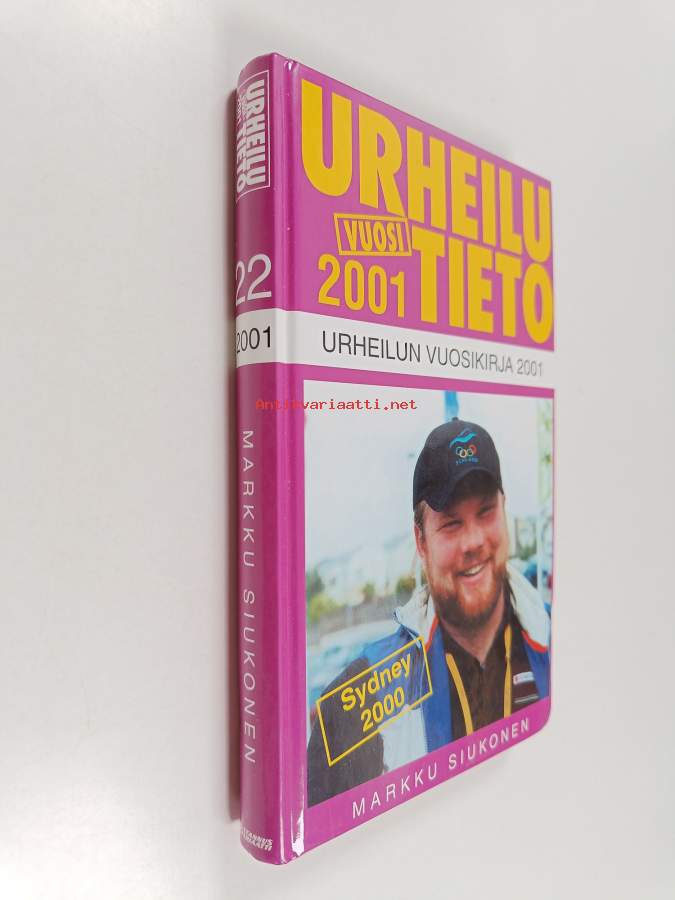 URHEILU
VUOSI
2001 TIETO
URHEILUN VUOSIKIRJA 2001
Antikvariaatti.net
Sydney
2000
MARKKU SIUKONEN
URHEILU
TIETO
22
2001
MARKKU SIUKONEN